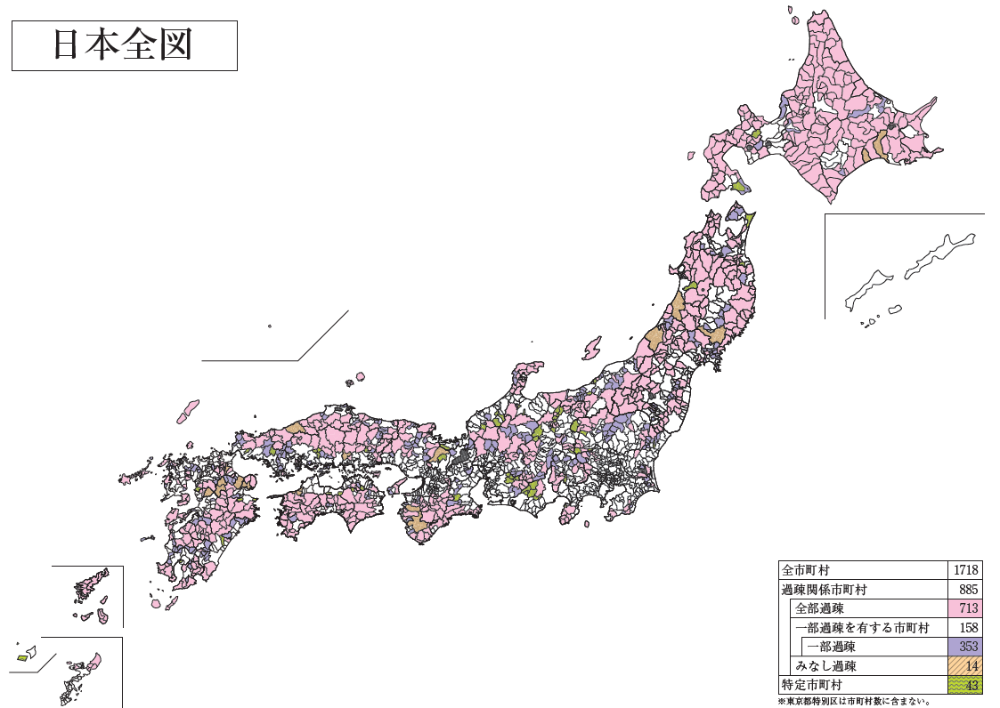 日本全図
全市町村 1718
過疎関係市町村 885
全部過疎 713
一部過疎を有する市町村 158
一部過疎 353
みなし過疎 14
特定市町村 43
※東京都特別区は市町村数に含まない。